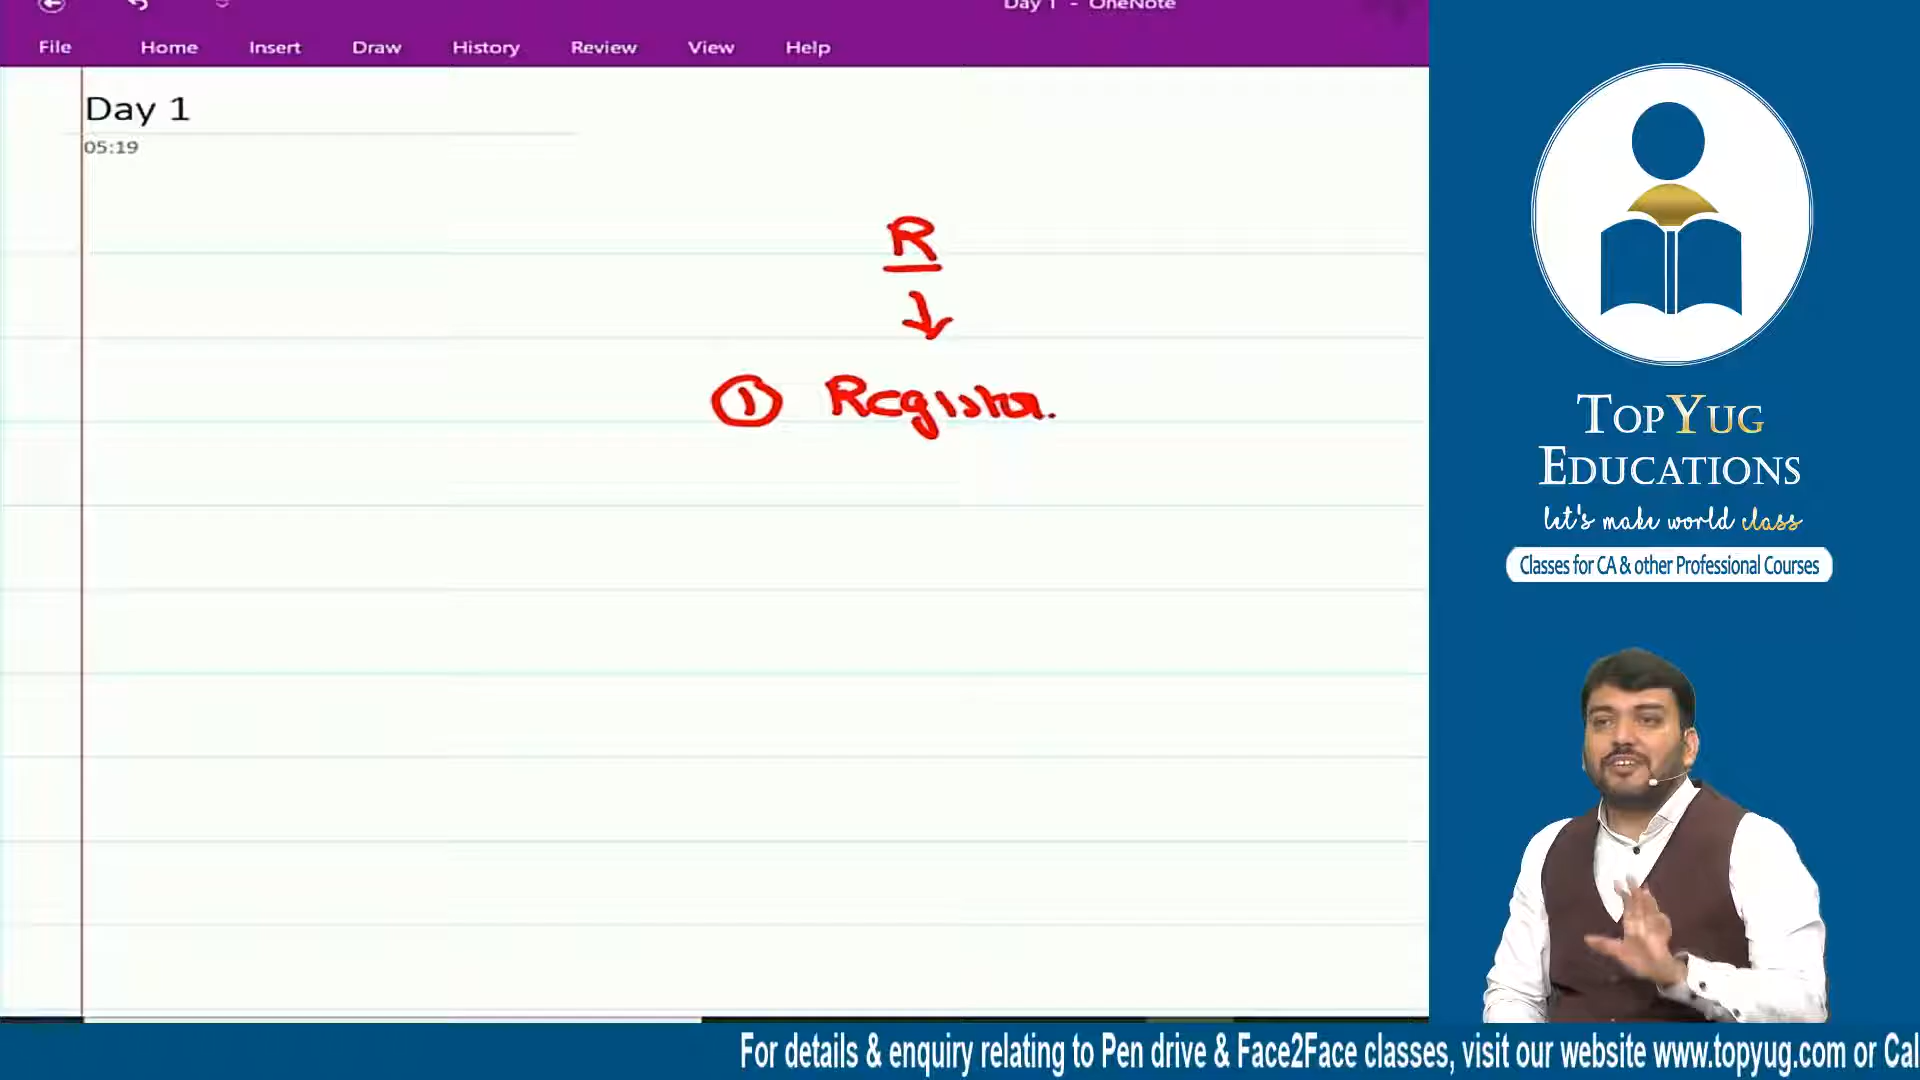 Day 1 - OneNote
File Home Insert Draw History Review View Help
Day 1
05:19
R
① Register.
TOPYUG
EDUCATIONS
let's make world class
Classes for CA & other Professional Courses
For details & enquiry relating to Pen drive & Face2Face classes, visit our website www.topyug.com or Cal